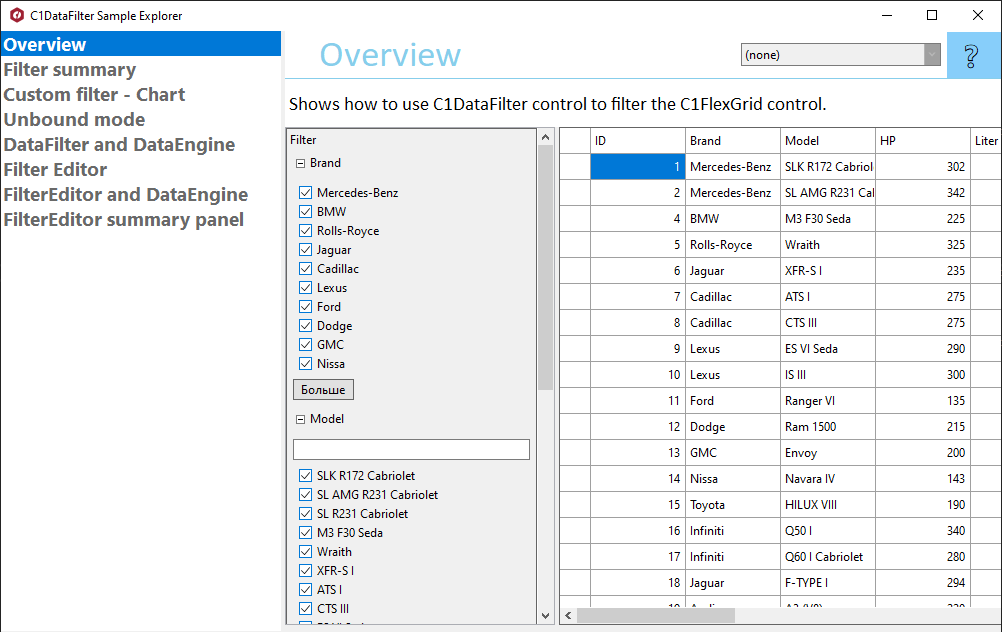 C1DataFilter Sample Explorer
Overview
Filter summary
Custom filter - Chart
Unbound mode
DataFilter and DataEngine
Filter Editor
FilterEditor and DataEngine
FilterEditor summary panel
Overview
(none)
?
Shows how to use C1DataFilter control to filter the C1FlexGrid control.
Filter
Brand
Mercedes-Benz
BMW
Rolls-Royce
Jaguar
Cadillac
Lexus
Ford
Dodge
GMC
Nissa
Больше
Model
SLK R172 Cabriolet
SL AMG R231 Cabriolet
SL R231 Cabriolet
M3 F30 Seda
Wraith
XFR-S I
ATS I
CTS III
ID Brand Model HP Liter
1 Mercedes-Benz SLK R172 Cabriol 302
2 Mercedes-Benz SL AMG R231 Cal 342
4 BMW M3 F30 Seda 225
5 Rolls-Royce Wraith 325
6 Jaguar XFR-S I 235
7 Cadillac ATS I 275
8 Cadillac CTS III 275
9 Lexus ES VI Seda 290
10 Lexus IS III 300
11 Ford Ranger VI 135
12 Dodge Ram 1500 215
13 GMC Envoy 200
14 Nissa Navara IV 143
15 Toyota HILUX VIII 190
16 Infiniti Q50 I 340
17 Infiniti Q60 I Cabriolet 280
18 Jaguar F-TYPE I 294